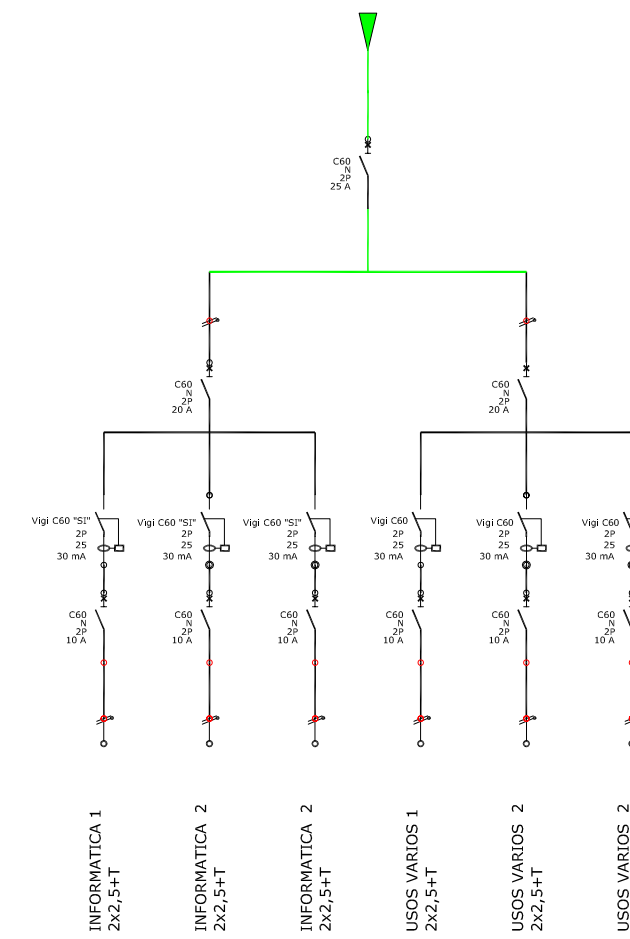 C60
N
2P
25 A
C60
N
2P
20 A
C60
N
2P
20 A
Vigi C60 "SI"
2P
25
30 mA
Vigi C60 "SI"
2P
25
30 mA
Vigi C60 "SI"
2P
25
30 mA
Vigi C60
2P
25
30 mA
Vigi C60
2P
25
30 mA
Vigi C60
2P
25
30 mA
C60
N
2P
10 A
C60
N
2P
10 A
C60
N
2P
10 A
C60
N
2P
10 A
C60
N
2P
10 A
C60
N
2P
10 A
INFORMATICA 1
2x2,5+T
INFORMATICA 2
2x2,5+T
INFORMATICA 2
2x2,5+T
USOS VARIOS 1
2x2,5+T
USOS VARIOS 2
2x2,5+T
USOS VARIOS 2